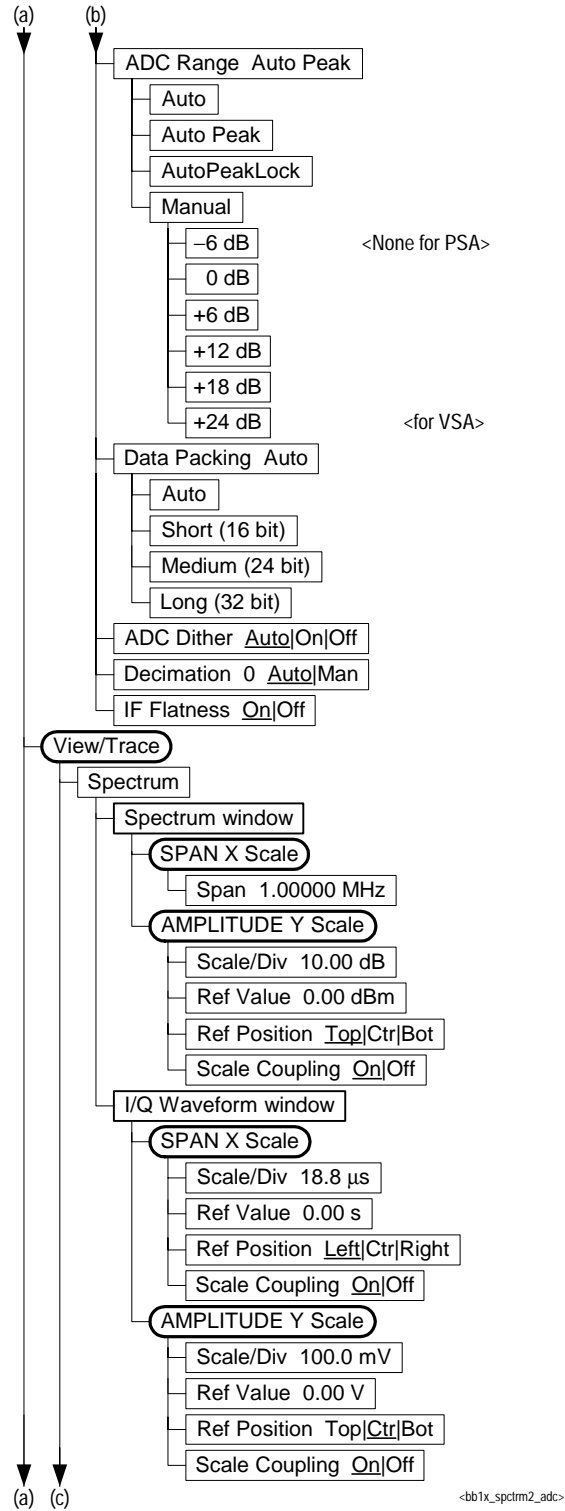 (a) (b)
ADC Range Auto Peak
Auto
Auto Peak
AutoPeakLock
Manual
–6 dB <None for PSA>
0 dB
+6 dB
+12 dB
+18 dB
+24 dB <for VSA>
Data Packing Auto
Auto
Short (16 bit)
Medium (24 bit)
Long (32 bit)
ADC Dither Auto|On|Off
Decimation 0 Auto|Man
IF Flatness On|Off
View/Trace
Spectrum
Spectrum window
SPAN X Scale
Span 1.00000 MHz
AMPLITUDE Y Scale
Scale/Div 10.00 dB
Ref Value 0.00 dBm
Ref Position Top|Ctr|Bot
Scale Coupling On|Off
I/Q Waveform window
SPAN X Scale
Scale/Div 18.8 μs
Ref Value 0.00 s
Ref Position Left|Ctr|Right
Scale Coupling On|Off
AMPLITUDE Y Scale
Scale/Div 100.0 mV
Ref Value 0.00 V
Ref Position Top|Ctr|Bot
Scale Coupling On|Off
(a) (c) <bb1x_spctrm2_adc>